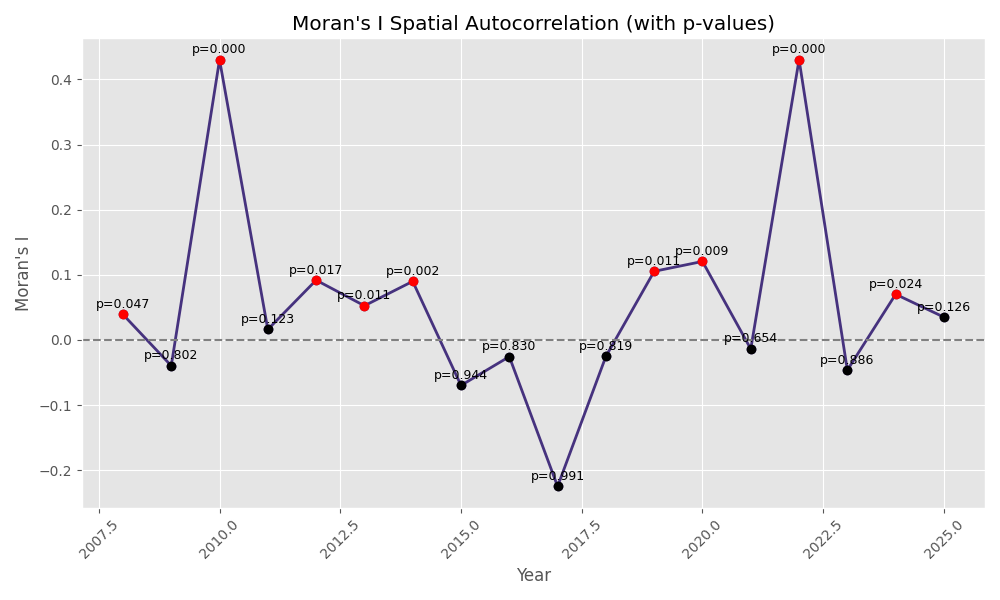 Moran's I Spatial Autocorrelation (with p-values)
Moran's I
0.4
0.3
0.2
0.1
0.0
−0.1
−0.2
p=0.047
p=0.802
p=0.000
p=0.123
p=0.017
p=0.011
p=0.002
p=0.944
p=0.830
p=0.991
p=0.819
p=0.011
p=0.009
p=0.654
p=0.000
p=0.886
p=0.024
p=0.126
2007.5
2010.0
2012.5
2015.0
2017.5
2020.0
2022.5
2025.0
Year